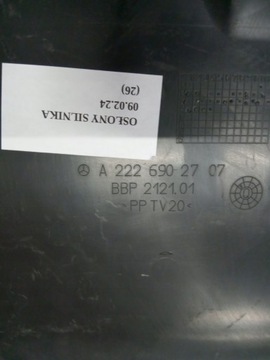 OSŁONY SILNIKA
09.02.24
(26)
A 222 690 27 07
BBP 2121.01
>PP TV20<